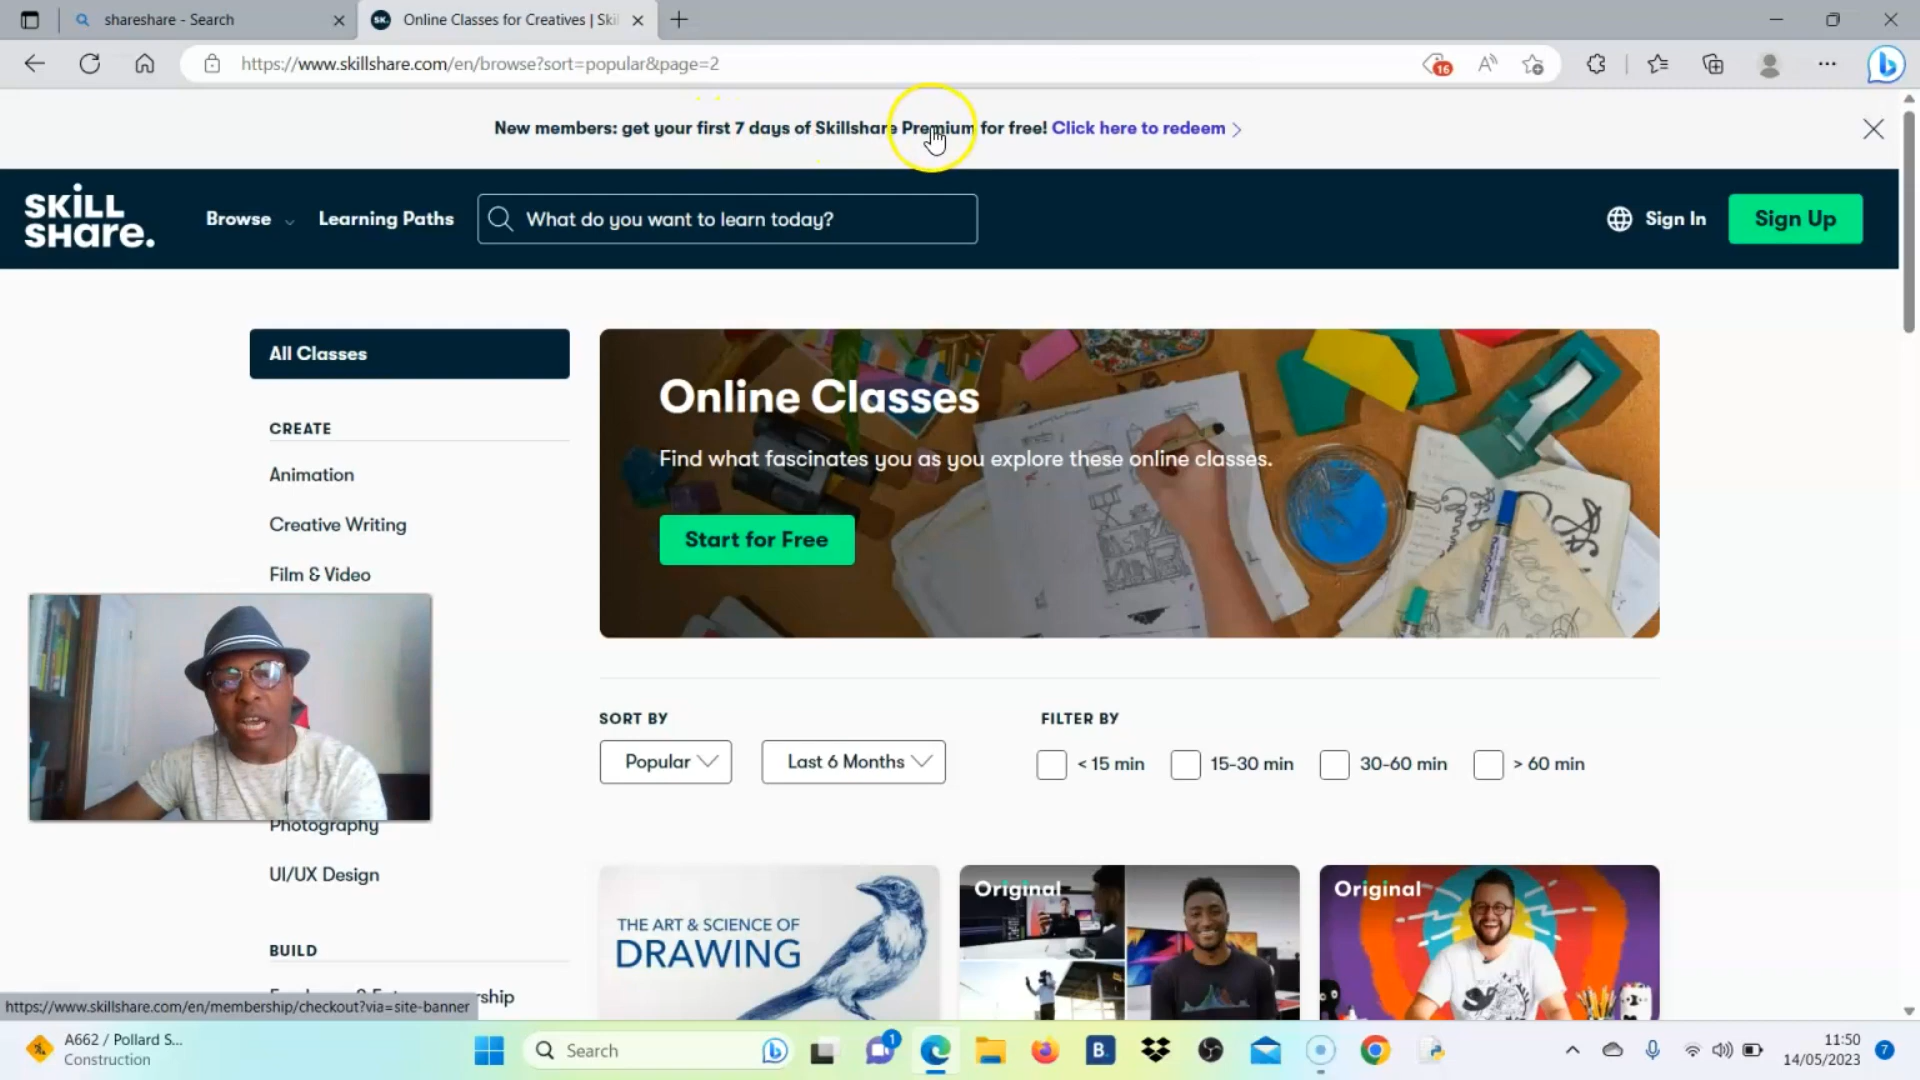 shareshare - Search
Online Classes for Creatives | Skil
https://www.skillshare.com/en/browse?sort=popular&page=2
16
New members: get your first 7 days of Skillshare Premium for free! Click here to redeem
SKILL
SHare.
Browse
Learning Paths
What do you want to learn today?
Sign In
Sign Up
All Classes
CREATE
Animation
Creative Writing
Film & Video
Photography
UI/UX Design
BUILD
Online Classes
Find what fascinates you as you explore these online classes.
Start for Free
SORT BY
Popular
Last 6 Months
FILTER BY
< 15 min
15-30 min
30-60 min
> 60 min
THE ART & SCIENCE OF
DRAWING
Original
Original
https://www.skillshare.com/en/membership/checkout?via=site-banner
A662 / Pollard S...
Construction
Search
1
B.
11:50
14/05/2023
7